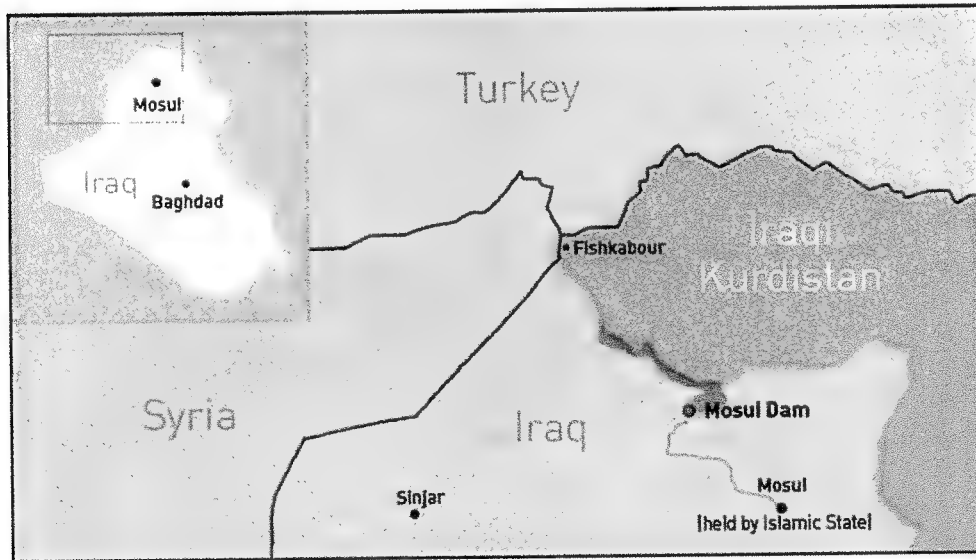 Mosul
Iraq
Baghdad
Turkey
Fishkabour
Iraqi
Kurdistan
Syria
Iraq
Mosul Dam
Sinjar
Mosul
(held by Islamic State)